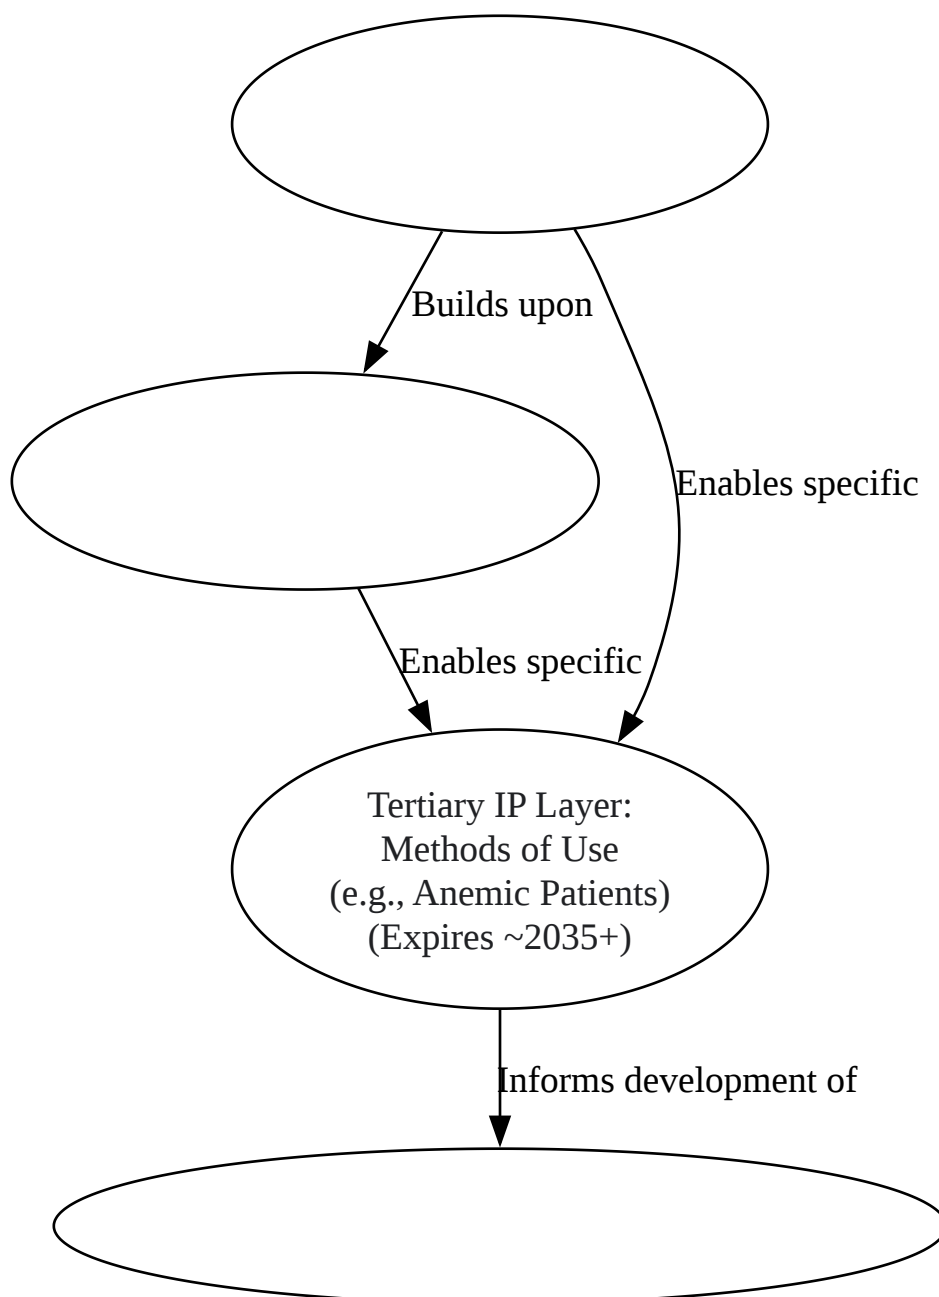 Builds upon
Enables specific
Enables specific
Tertiary IP Layer:
Methods of Use
(e.g., Anemic Patients)
(Expires ~2035+)
Informs development of